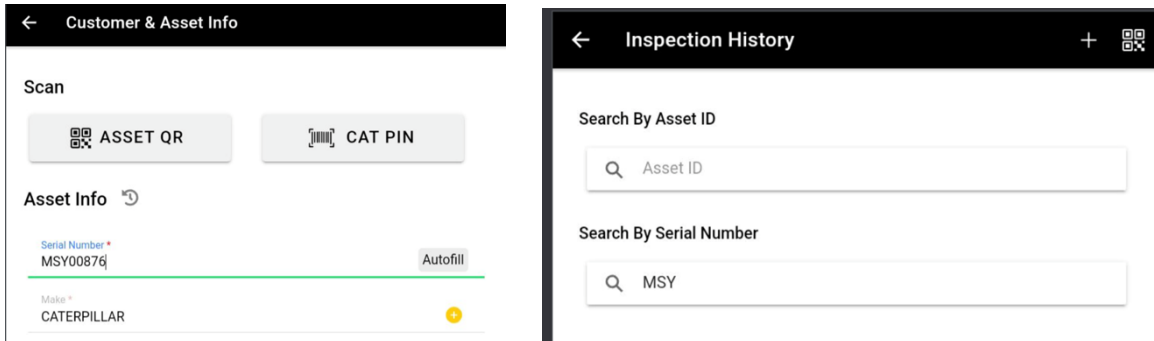 Customer & Asset Info
Scan
ASSET QR
CAT PIN
Asset Info
Serial Number *
MSY00876
Autofill
Make *
CATERPILLAR
Inspection History
Search By Asset ID
Asset ID
Search By Serial Number
MSY